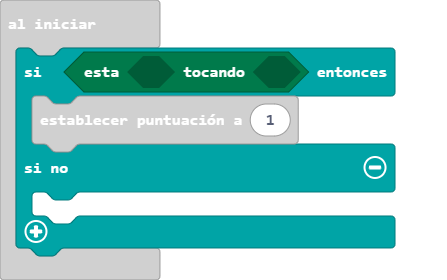 al iniciar
si esta tocando entonces
establecer puntuación a 1
si no